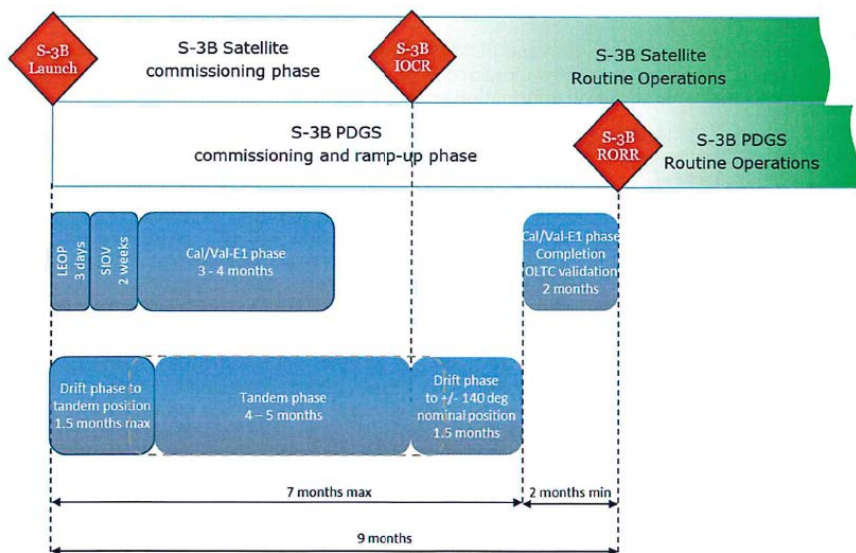 S-3B
Launch
S-3B Satellite
commissioning phase
S-3B
IOCR
S-3B Satellite
Routine Operations
S-3B PDGS
commissioning and ramp-up phase
S-3B
RORR
S-3B PDGS
Routine Operations
LEOP
3 days
SIOV
2 weeks
Cal/Val-E1 phase
3 - 4 months
Cal/Val-E1 phase
Completion
OLTC validation
2 months
Drift phase to
tandem position
1.5 months max
Tandem phase
4 – 5 months
Drift phase
to +/- 140 deg
nominal position
1.5 months
7 months max
2 months min
9 months